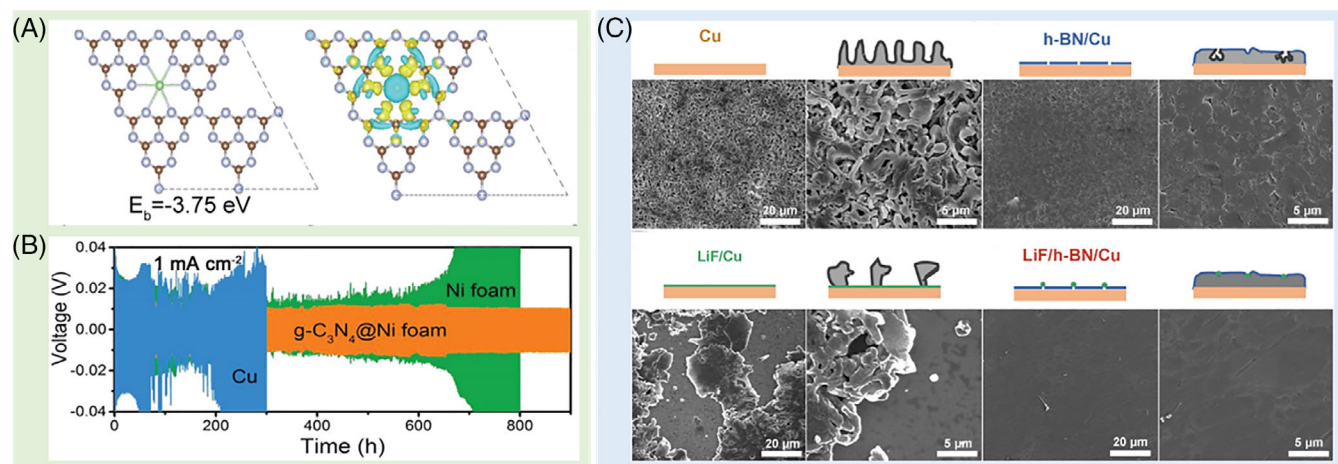 (A)
E_b=-3.75 eV
(B)
0.04
0.02
0.00
-0.02
-0.04
Voltage (V)
1 mA cm⁻²
Ni foam
g-C₃N₄@Ni foam
Cu
0 200 400 600 800
Time (h)
(C)
Cu
h-BN/Cu
20 μm
5 μm
20 μm
5 μm
LiF/Cu
LiF/h-BN/Cu
20 μm
5 μm
20 μm
5 μm